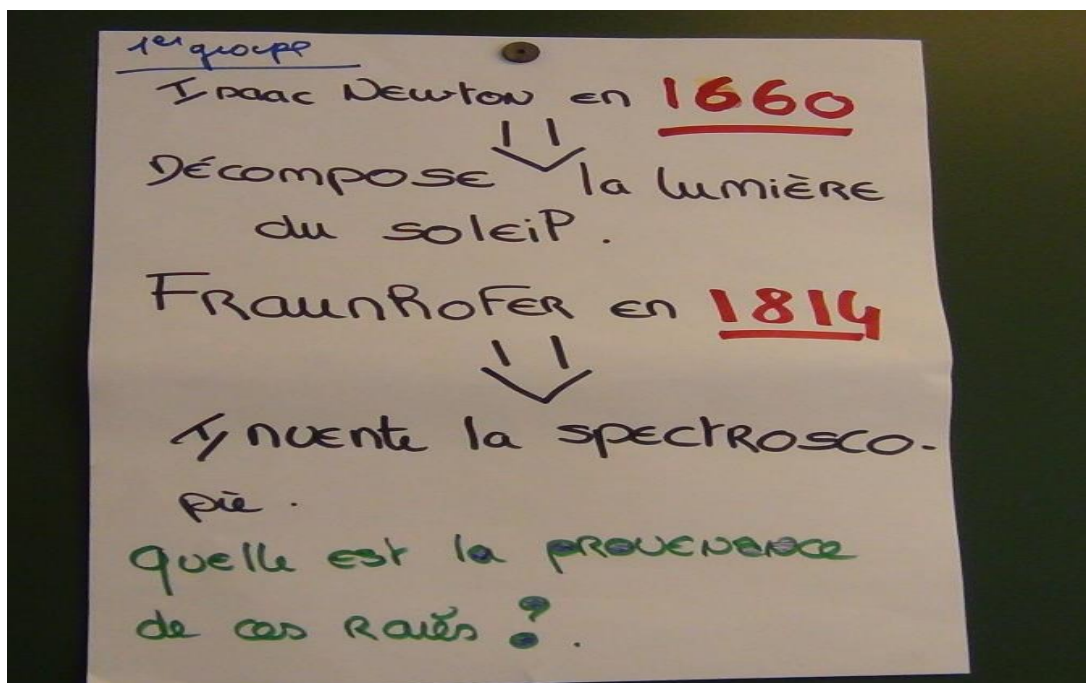 1er groupe
Isaac Newton en 1660
Décompose la lumière
du soleil.
Fraunhofer en 1814
Invente la spectrosco-
pie.
Quelle est la provenance
de ces raies ?.